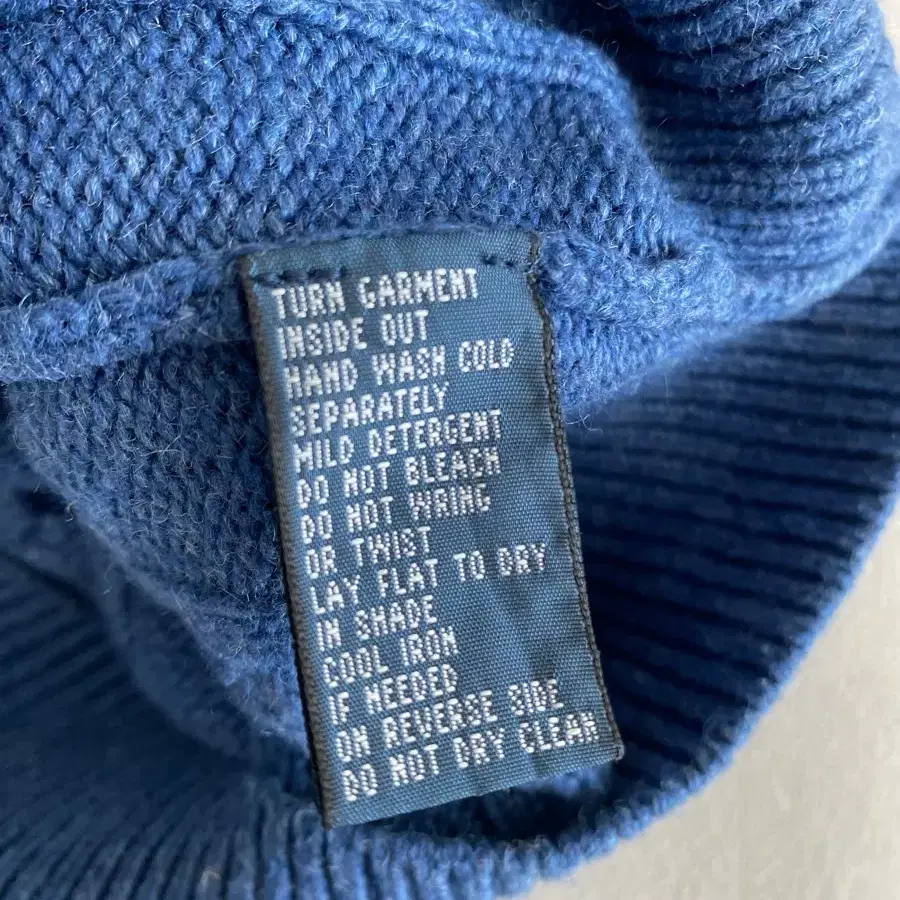 TURN GARMENT
INSIDE OUT
HAND WASH COLD
SEPARATELY
MILD DETERGENT
DO NOT BLEACH
DO NOT WRING
OR TWIST
LAY FLAT TO DRY
IN SHADE
COOL IRON
IF NEEDED
ON REVERSE SIDE
DO NOT DRY CLEAN